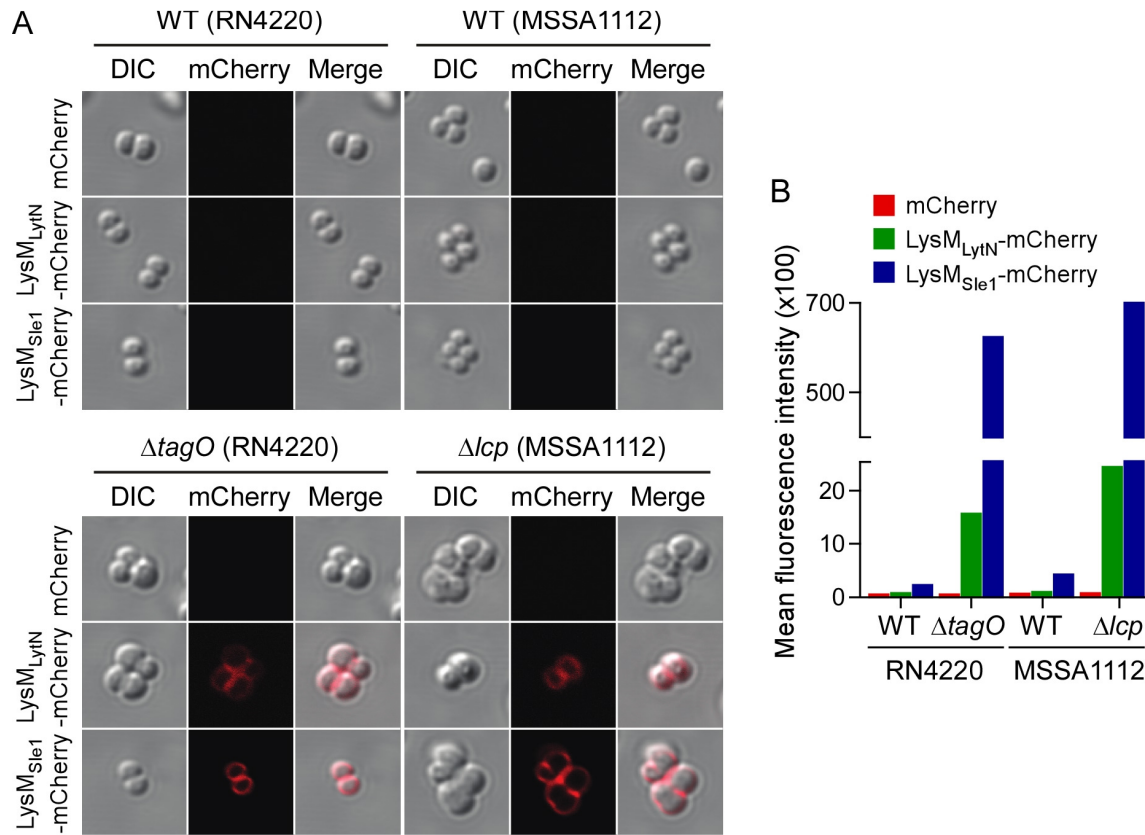 A
WT (RN4220) WT (MSSA1112)
DIC mCherry Merge DIC mCherry Merge
mCherry
LysMLytN
-mCherry
LysMSle1
-mCherry
ΔtagO (RN4220) Δlcp (MSSA1112)
DIC mCherry Merge DIC mCherry Merge
mCherry
LysMLytN
-mCherry
LysMSle1
-mCherry
B
mCherry
LysMLytN-mCherry
LysMSle1-mCherry
Mean fluorescence intensity (x100)
700
500
20
10
0
WT ΔtagO WT Δlcp
RN4220 MSSA1112